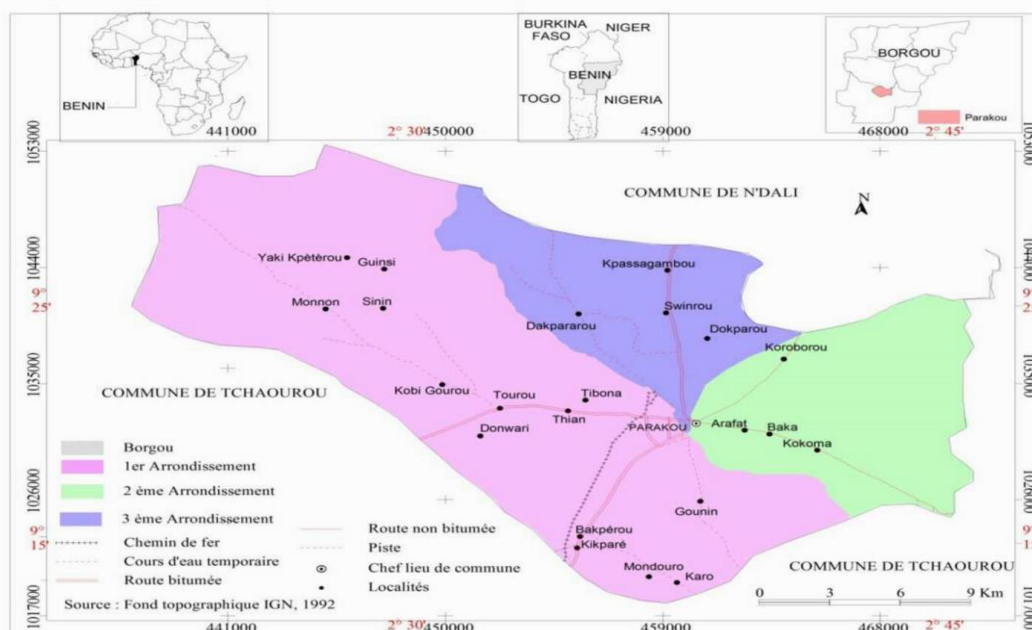 BURKINA FASO
NIGER
BENIN
TOGO
NIGERIA
BORGOU
Parakou
BENIN
441000
2° 30'
450000
459000
468000
2° 45'
1053000
1053000
COMMUNE DE N'DALI
N
Yaki Kpètèrou
Guinsi
Kpassagambou
1044000
1044000
9° 25'
Monnon
Sinin
Swinrou
Dakpararou
Dokparou
Koroborou
1035000
1035000
COMMUNE DE TCHAOUROU
Kobi Gourou
Tourou
Tibona
Thian
Donwari
PARAKOU
Arafat
Baka
Kokoma
Borgou
1er Arrondissement
2 ème Arrondissement
3 ème Arrondissement
Chemin de fer
Cours d'eau temporaire
Route bitumée
Source : Fond topographique IGN, 1992
1026000
9° 15'
Route non bitumée
Piste
Chef lieu de commune
Localités
Gounin
Bakpérou
Kikparé
Mondouro
Karo
COMMUNE DE TCHAOUROU
0 3 6 9 Km
1017000
441000
2° 30'
450000
459000
468000
2° 45'